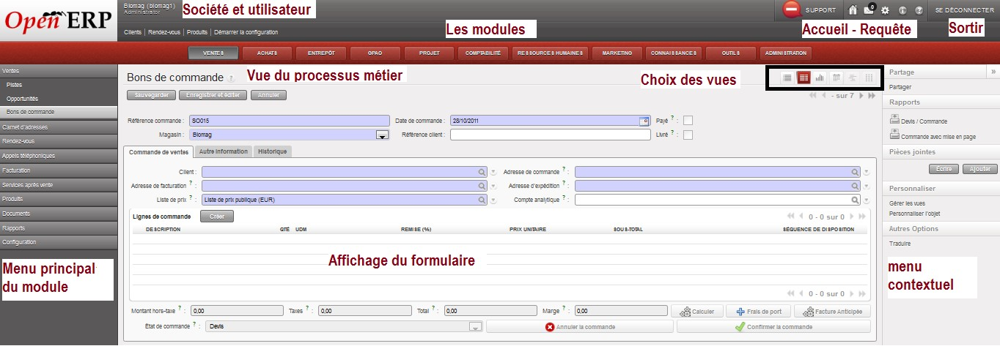 Open ERP
Biomag (biomag1)
Administrator
Société et utilisateur
Clients | Rendez-vous | Produits | Démarrer la configuration
Les modules
SUPPORT
0
SE DÉCONNECTER
Accueil - Requête
Sortir
VENTES
ACHATS
ENTREPÔT
GPAO
PROJET
COMPTABILITÉ
RESSOURCES HUMAINES
MARKETING
CONNAISSANCES
OUTILS
ADMINISTRATION
Ventes
Pistes
Opportunités
Bons de commande
Carnet d'adresses
Rendez-vous
Appels téléphoniques
Facturation
Services après vente
Produits
Documents
Rapports
Configuration
Menu principal
du module
Bons de commande ?
Vue du processus métier
Choix des vues
Sauvegarder
Enregistrer et éditer
Annuler
- sur 7
Référence commande : SO015
Date de commande : 28/10/2011
Payé ? :
Magasin : Biomag
Référence client :
Livré ? :
Commande de ventes
Autre information
Historique
Client :
Adresse de commande ? :
Adresse de facturation ? :
Adresse d'expédition ? :
Liste de prix ? : Liste de prix publique (EUR)
Compte analytique ? :
Lignes de commande
Créer
0 - 0 sur 0
DESCRIPTION QTÉ UDM REMISE (%) PRIX UNITAIRE SOUS-TOTAL SÉQUENCE DE DISPOSITION
Affichage du formulaire
0 - 0 sur 0
Montant hors-taxe ? : 0,00
Taxes ? : 0,00
Total ? : 0,00
Marge ? : 0,00
Calculer
Frais de port
Facture Anticipée
État de commande ? : Devis
Annuler la commande
Confirmer la commande
Partage
»
Partager
Rapports
Devis / Commande
Commande avec mise en page
Pièces jointes
Écrire
Ajouter
Personnaliser
Gérer les vues
Personnaliser l'objet
Autres Options
Traduire
menu
contextuel